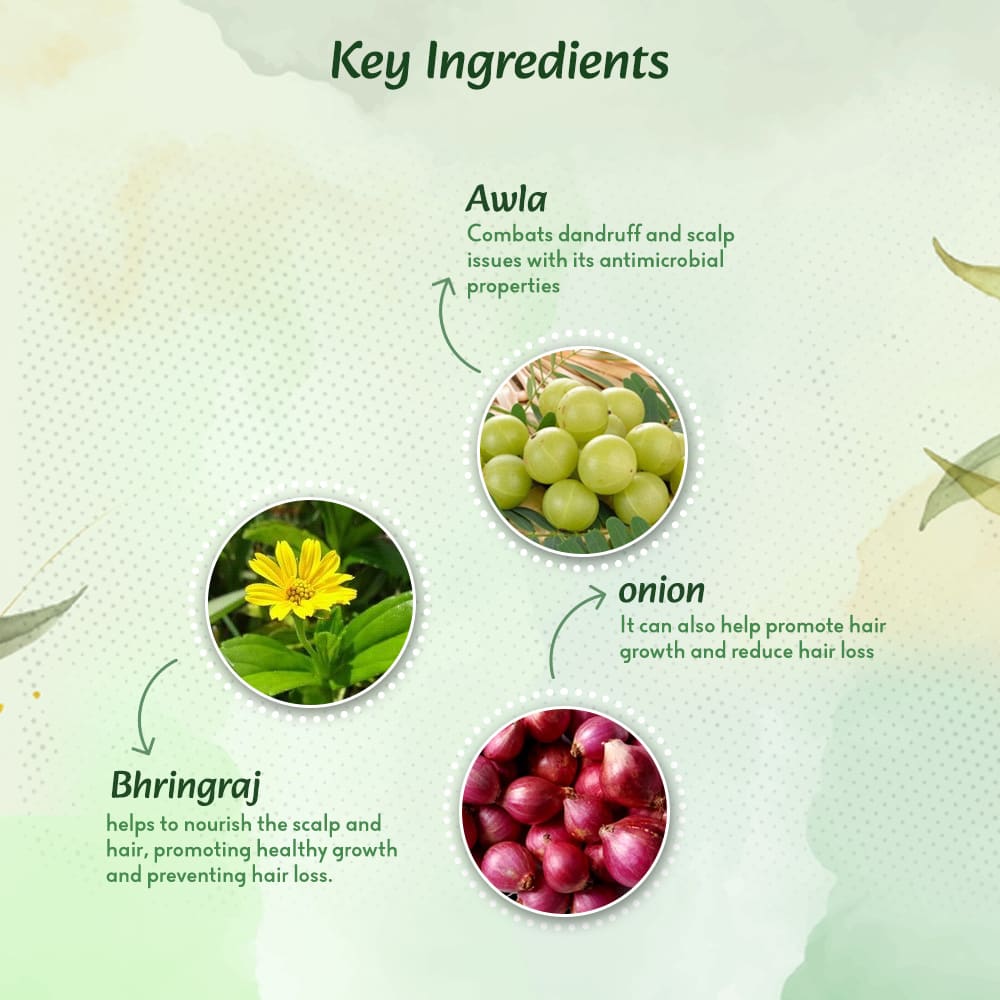 Key Ingredients
Awla
Combats dandruff and scalp
issues with its antimicrobial
properties
onion
It can also help promote hair
growth and reduce hair loss
Bhringraj
helps to nourish the scalp and
hair, promoting healthy growth
and preventing hair loss.